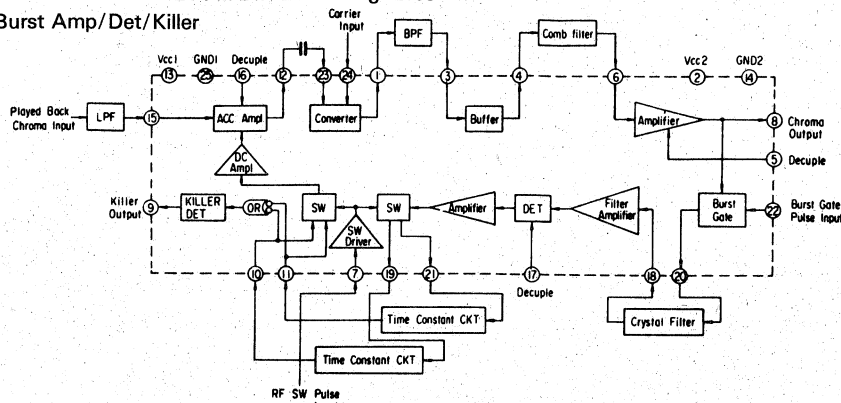 Burst Amp/Det/Killer
Carrier
Input
BPF
Comb filter
Vcc1
GND1
Decuple
Vcc2
GND2
13
25
16
12
23
24
1
3
4
6
2
14
Played Back
Chroma Input
LPF
15
ACC Ampl
Converter
Buffer
Amplifier
8
Chroma
Output
5
Decuple
DC
Ampl
Killer
Output
9
KILLER
DET
OR
SW
SW
Amplifier
DET
Filter
Amplifier
Burst
Gate
22
Burst Gate
Pulse Input
SW
Driver
10
11
7
19
21
17
18
20
Decuple
Time Constant CKT
Crystal Filter
Time Constant CKT
RF SW Pulse